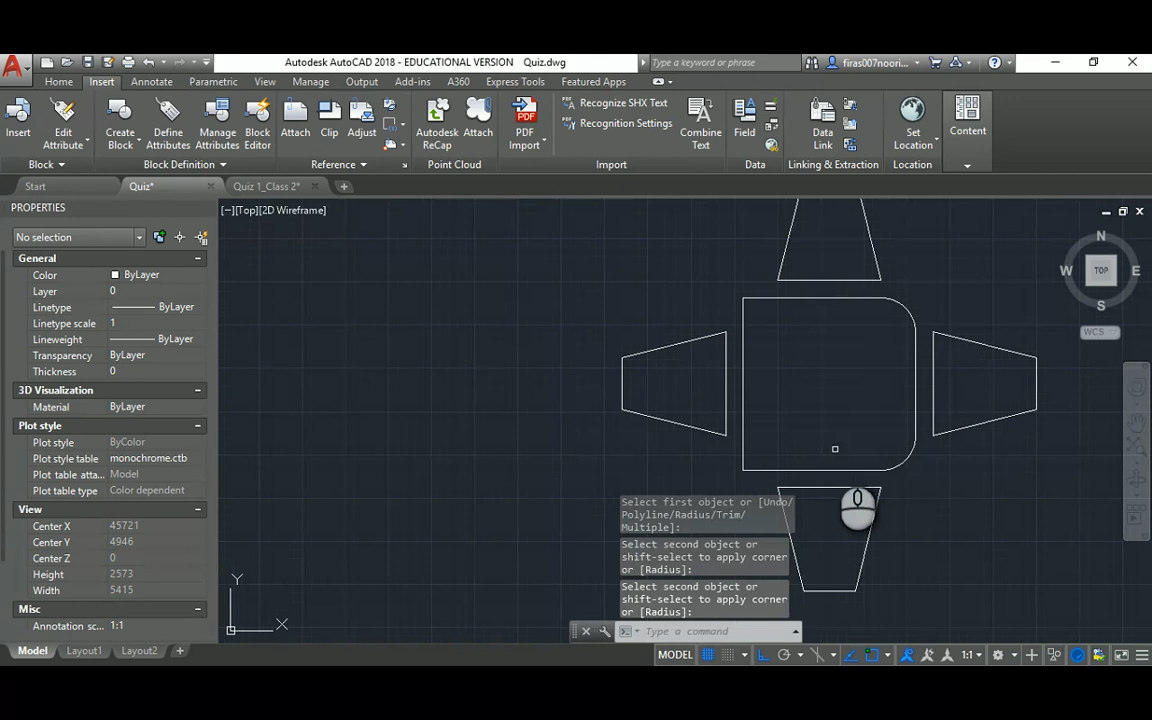 Autodesk AutoCAD 2018 - EDUCATIONAL VERSION Quiz.dwg
Type a keyword or phrase
firas007noori...
Home Insert Annotate Parametric View Manage Output Add-ins A360 Express Tools Featured Apps
Insert
Edit
Attribute
Create
Block
Define
Attributes
Manage
Attributes
Block
Editor
Attach
Clip
Adjust
Autodesk
ReCap
Attach
PDF
Import
Recognize SHX Text
Recognition Settings
Combine
Text
Field
Data
Link
Set
Location
Content
Block
Block Definition
Reference
Point Cloud
Import
Data
Linking & Extraction
Location
Start
Quiz*
Quiz 1_Class 2*
PROPERTIES
[−][Top][2D Wireframe]
No selection
General
Color ByLayer
Layer 0
Linetype ByLayer
Linetype scale 1
Lineweight ByLayer
Transparency ByLayer
Thickness 0
3D Visualization
Material ByLayer
Plot style
Plot style ByColor
Plot style table monochrome.ctb
Plot table atta... Model
Plot table type Color dependent
View
Center X 45721
Center Y 4946
Center Z 0
Height 2573
Width 5415
Misc
Annotation sc... 1:1
N
W TOP E
S
WCS
Select first object or [Undo/
Polyline/Radius/Trim/
Multiple]:
Select second object or
shift-select to apply corner
or [Radius]:
Select second object or
shift-select to apply corner
or [Radius]:
Y
X
Type a command
Model Layout1 Layout2
MODEL
1:1